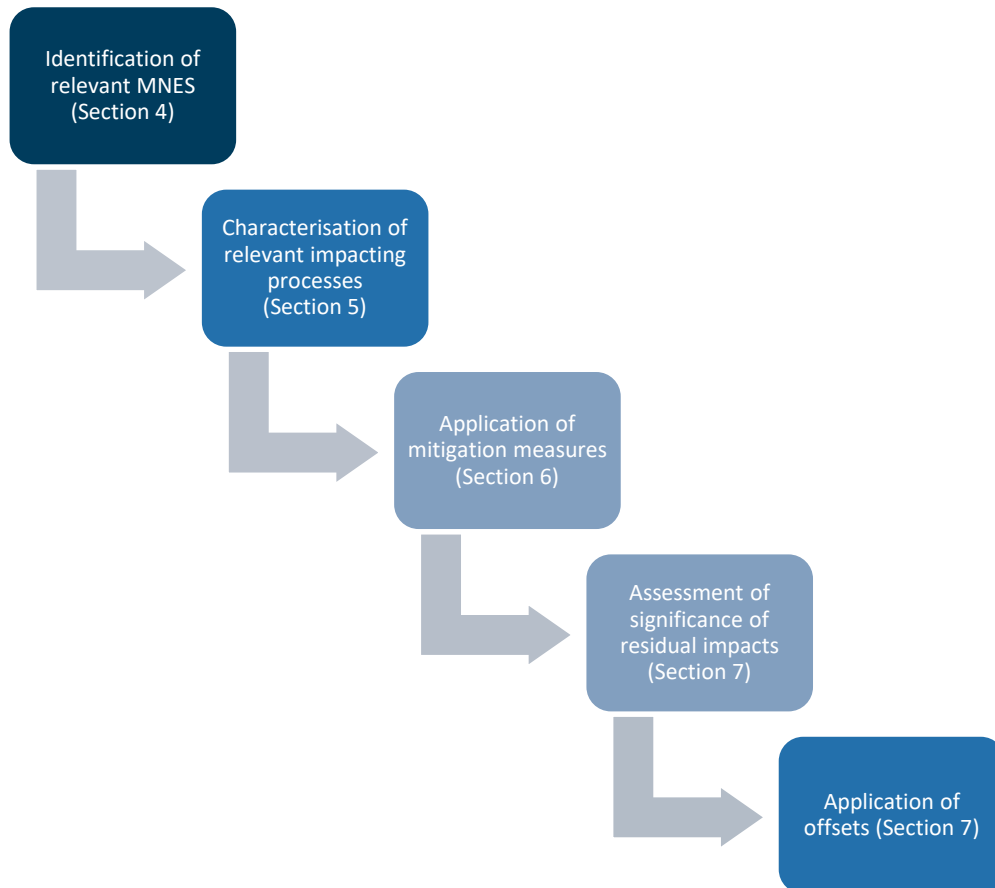 Identification of
relevant MNES
(Section 4)
Characterisation of
relevant impacting
processes
(Section 5)
Application of
mitigation measures
(Section 6)
Assessment of
significance of
residual impacts
(Section 7)
Application of
offsets (Section 7)